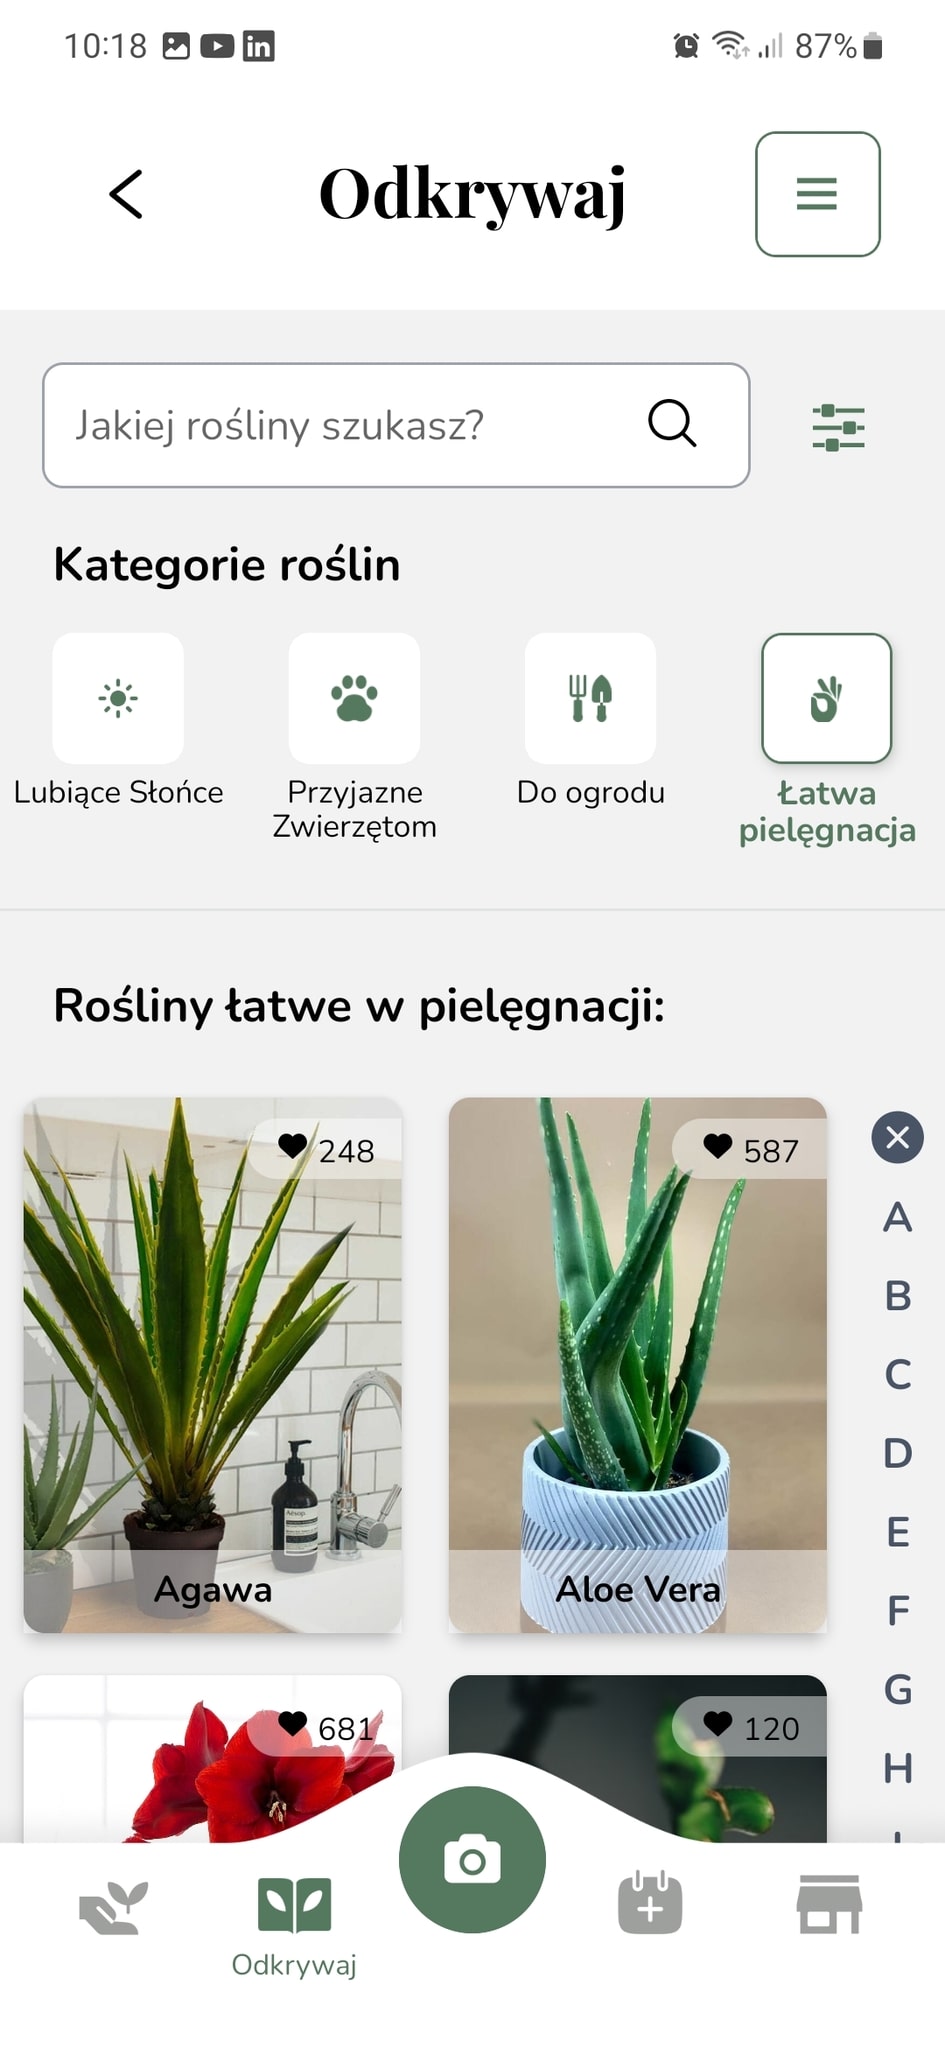 10:18
87%
Odkrywaj
Jakiej rośliny szukasz?
Kategorie roślin
Lubiące Słońce
Przyjazne
Zwierzętom
Do ogrodu
Łatwa
pielęgnacja
Rośliny łatwe w pielęgnacji:
248
587
Aesop.
Agawa
Aloe Vera
681
120
A
B
C
D
E
F
G
H
Odkrywaj